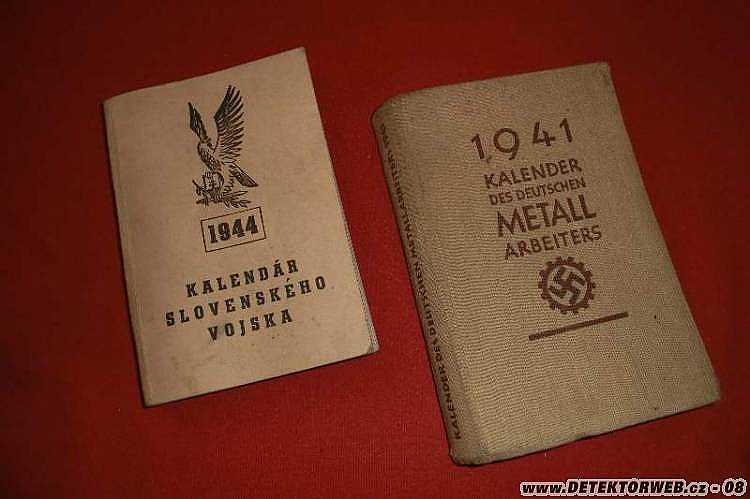 1944
KALENDÁR
SLOVENSKÉHO
VOJSKA
1941
KALENDER
DES DEUTSCHEN
METALL
ARBEITERS
KALENDER DES DEUTSCHEN METALLARBEITERS 1941
www.DETEKTORWEB.cz - 08